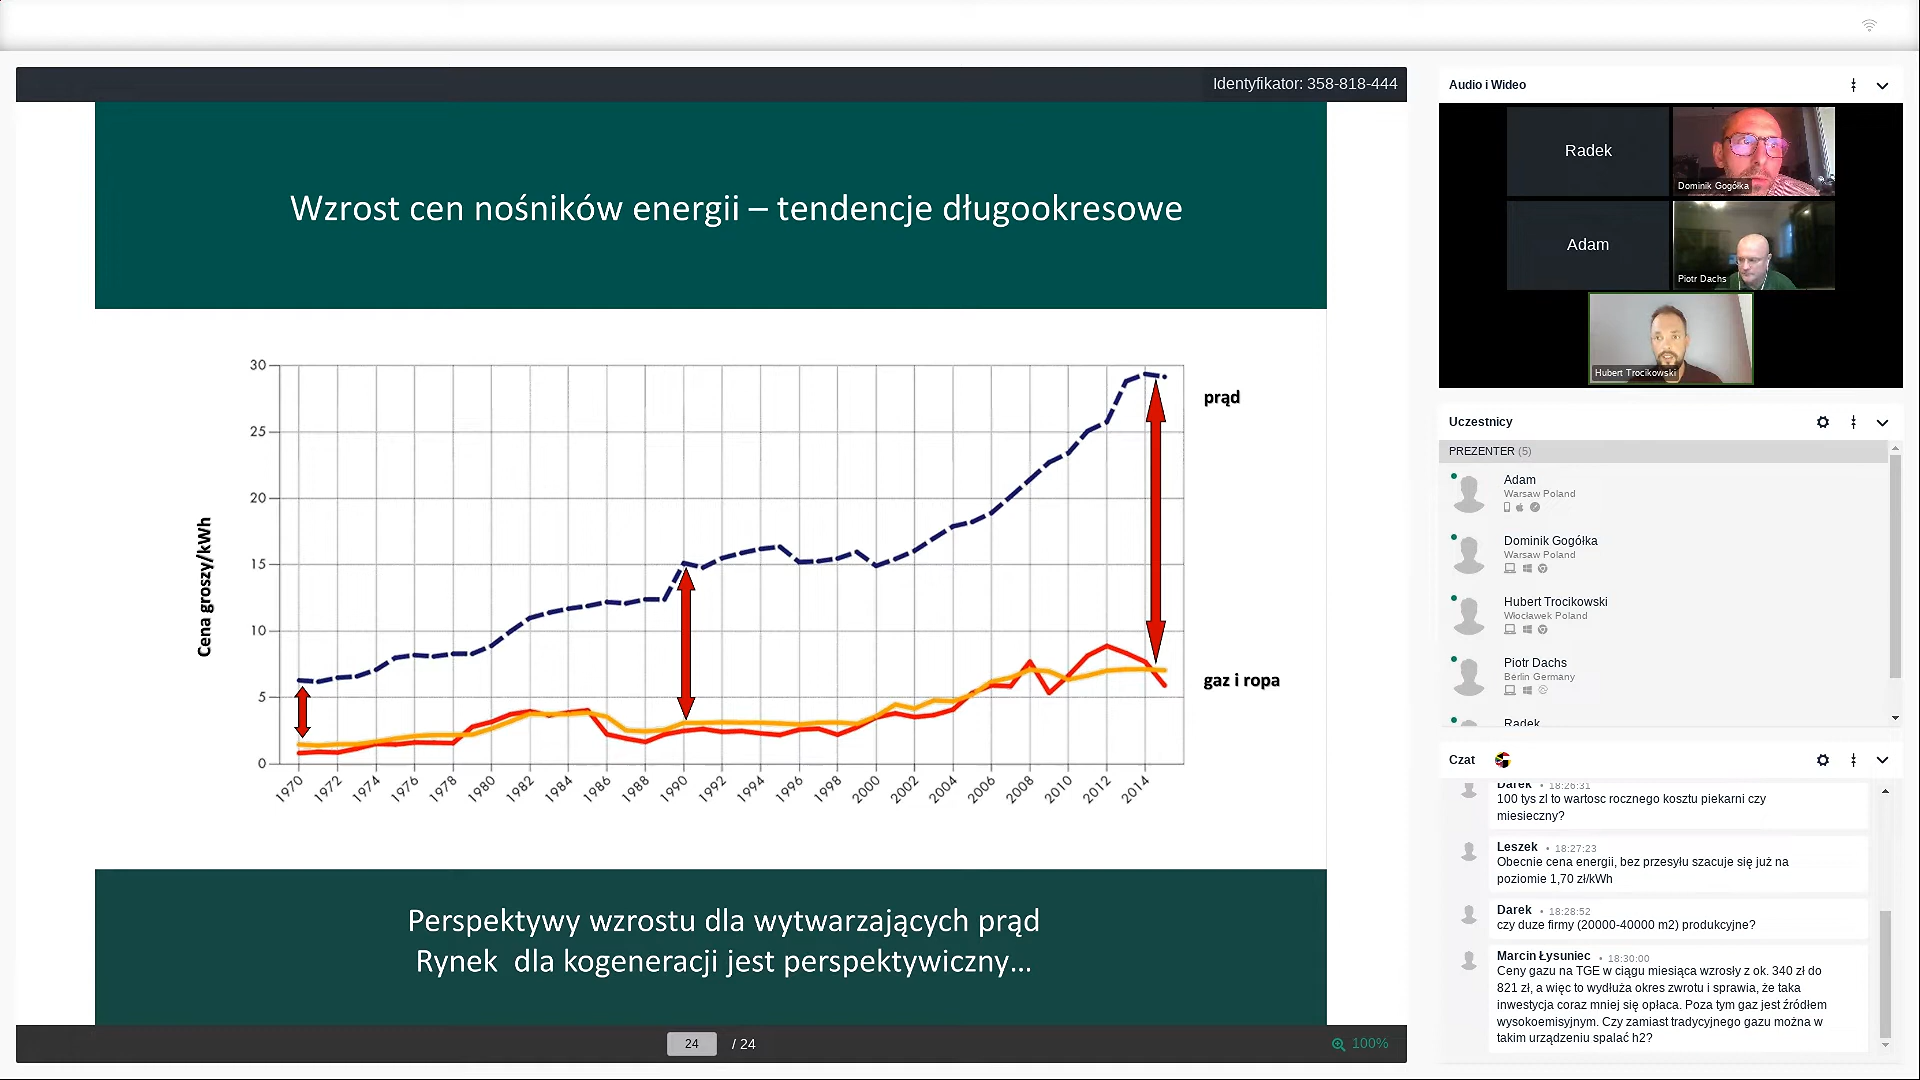 Identyfikator: 358-818-444
Wzrost cen nośników energii – tendencje długookresowe
30
25
20
15
10
5
0
Cena groszy/kWh
prąd
gaz i ropa
1970
1972
1974
1976
1978
1980
1982
1984
1986
1988
1990
1992
1994
1996
1998
2000
2002
2004
2006
2008
2010
2012
2014
Perspektywy wzrostu dla wytwarzających prąd
Rynek dla kogeneracji jest perspektywiczny...
24 / 24
100%
Audio i Wideo
Radek
Dominik Gogółka
Adam
Piotr Dachs
Hubert Trocikowski
Uczestnicy
PREZENTER (5)
Adam
Warsaw Poland
Dominik Gogółka
Warsaw Poland
Hubert Trocikowski
Włocławek Poland
Piotr Dachs
Berlin Germany
Radek
Czat
Darek • 18:26:31
100 tys zl to wartosc rocznego kosztu piekarni czy
miesieczny?
Leszek • 18:27:23
Obecnie cena energii, bez przesyłu szacuje się już na
poziomie 1,70 zł/kWh
Darek • 18:28:52
czy duze firmy (20000-40000 m2) produkcyjne?
Marcin Łysuniec • 18:30:00
Ceny gazu na TGE w ciągu miesiąca wzrosły z ok. 340 zł do
821 zł, a więc to wydłuża okres zwrotu i sprawia, że taka
inwestycja coraz mniej się opłaca. Poza tym gaz jest źródłem
wysokoemisyjnym. Czy zamiast tradycyjnego gazu można w
takim urządzeniu spalać h2?